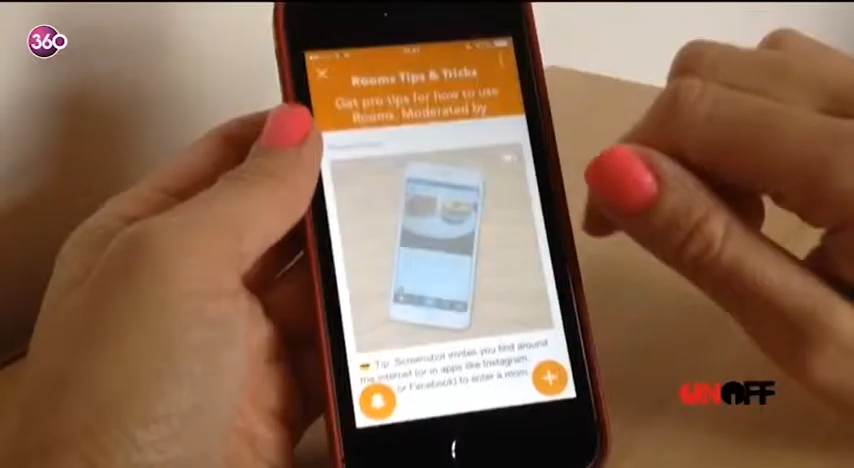 360
Rooms Tips & Tricks
Get pro tips for how to use
Rooms, Moderated by
Tip: Screenshot invites you find around
the internet (or in apps like Instagram,
or Facebook) to enter a room.
UNOFF